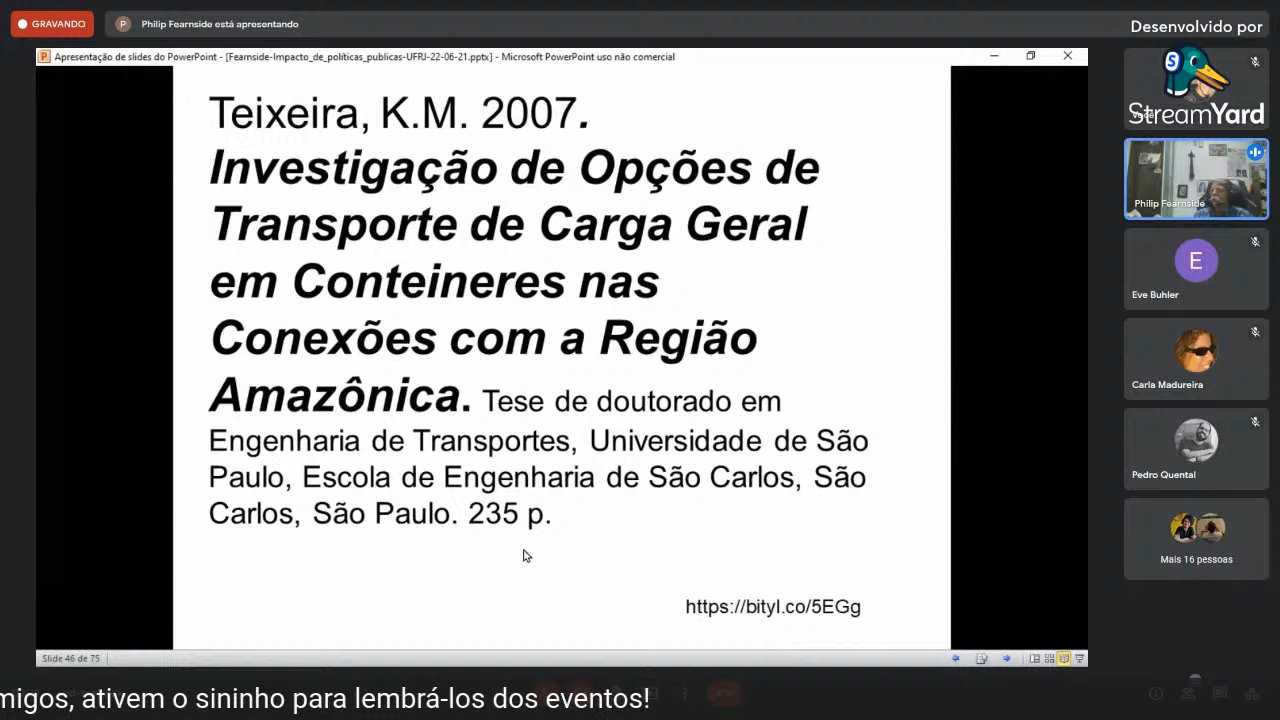 GRAVANDO
P
Philip Fearnside está apresentando
Desenvolvido por
StreamYard
Apresentação de slides do PowerPoint - [Fearnside-Impacto_de_políticas_publicas-UFRJ-22-06-21.pptx] - Microsoft PowerPoint uso não comercial
Teixeira, K.M. 2007.
Investigação de Opções de
Transporte de Carga Geral
em Conteineres nas
Conexões com a Região
Amazônica. Tese de doutorado em
Engenharia de Transportes, Universidade de São
Paulo, Escola de Engenharia de São Carlos, São
Carlos, São Paulo. 235 p.
https://bityl.co/5EGg
Slide 46 de 75
Philip Fearnside
E
Eve Buhler
Carla Madureira
Pedro Quental
Mais 16 pessoas
migos, ativem o sininho para lembrá-los dos eventos!